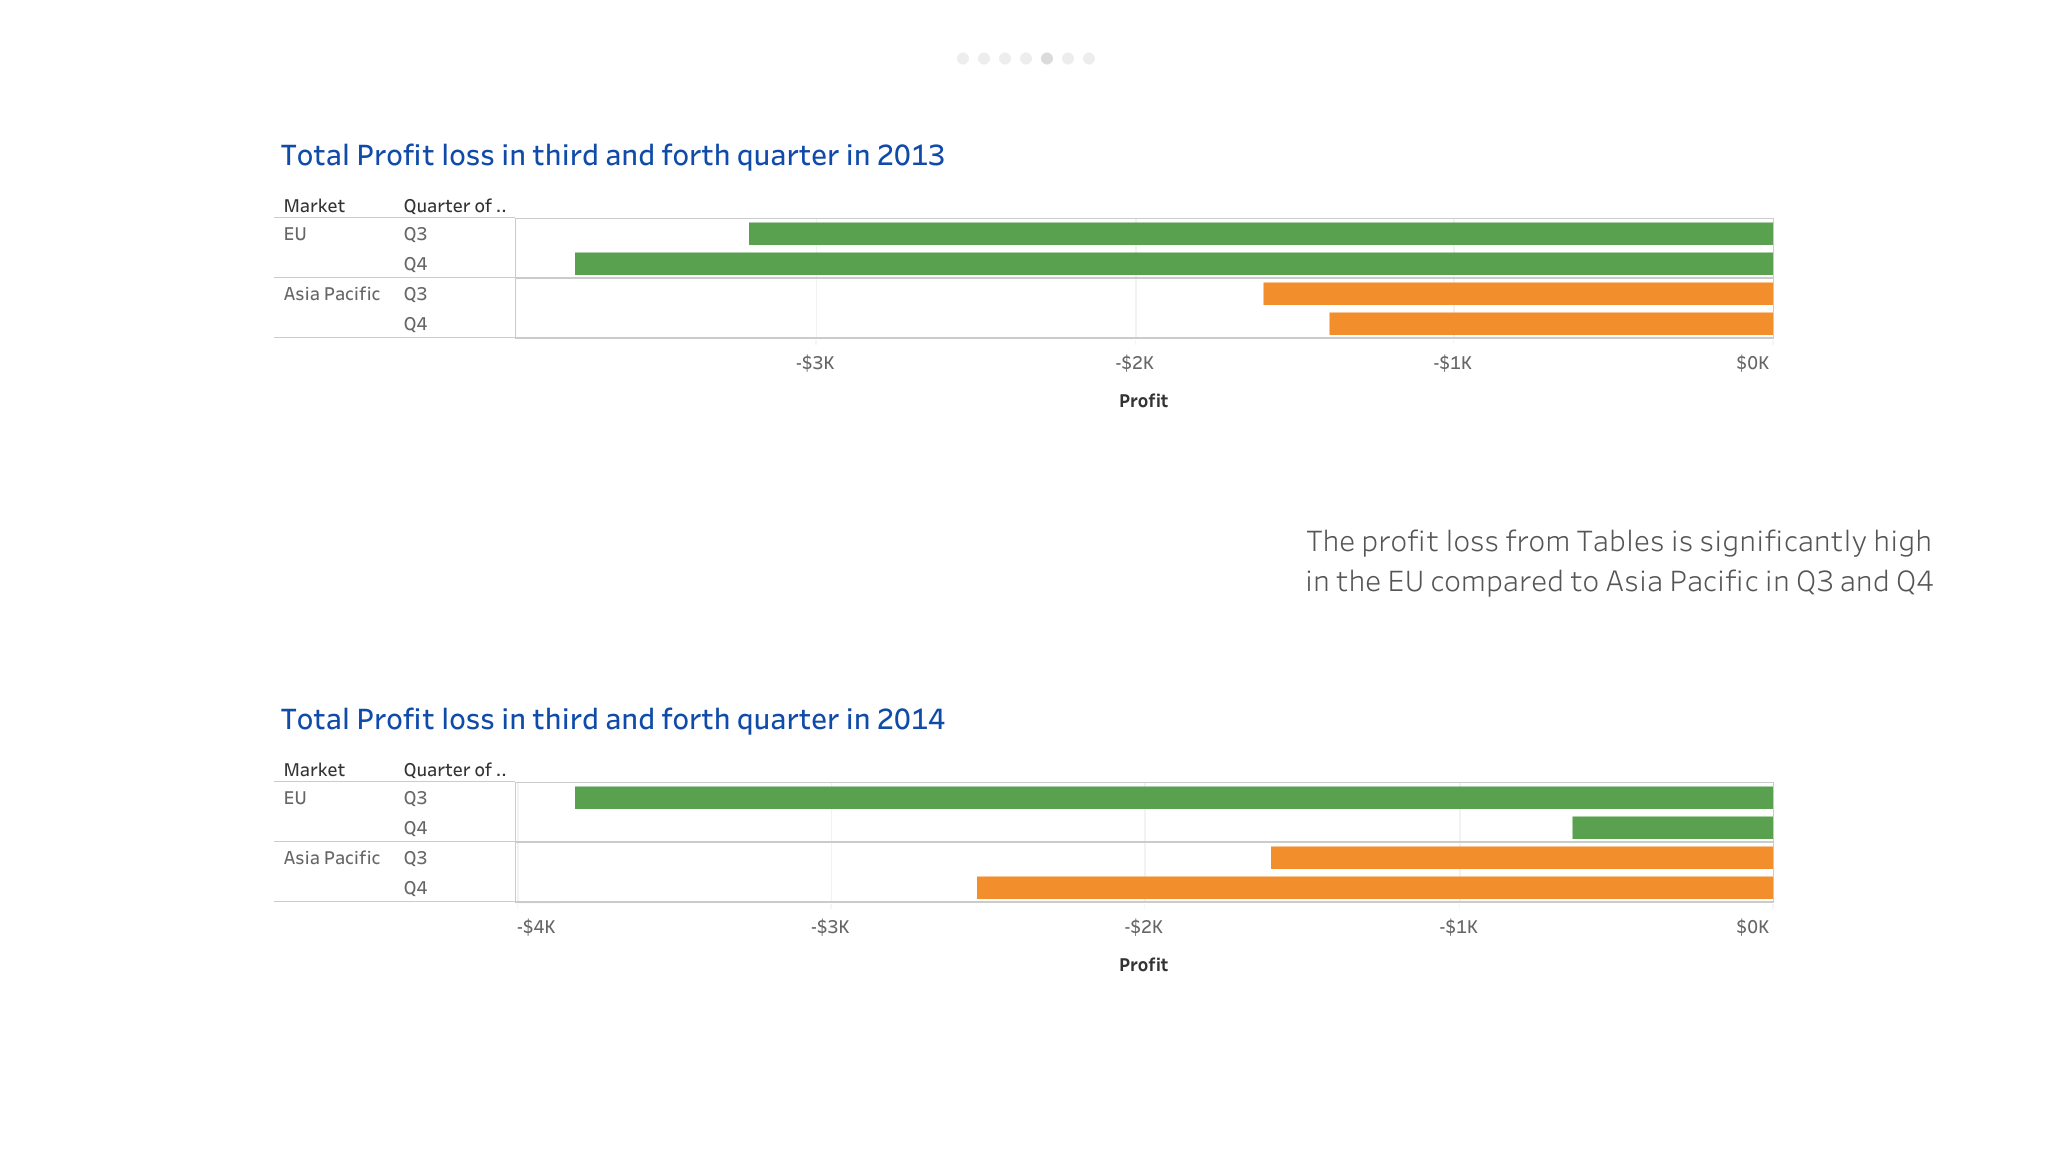 Total Profit loss in third and forth quarter in 2013
Market Quarter of ..
EU Q3
Q4
Asia Pacific Q3
Q4
-$3K -$2K -$1K $0K
Profit
The profit loss from Tables is significantly high
in the EU compared to Asia Pacific in Q3 and Q4
Total Profit loss in third and forth quarter in 2014
Market Quarter of ..
EU Q3
Q4
Asia Pacific Q3
Q4
-$4K -$3K -$2K -$1K $0K
Profit